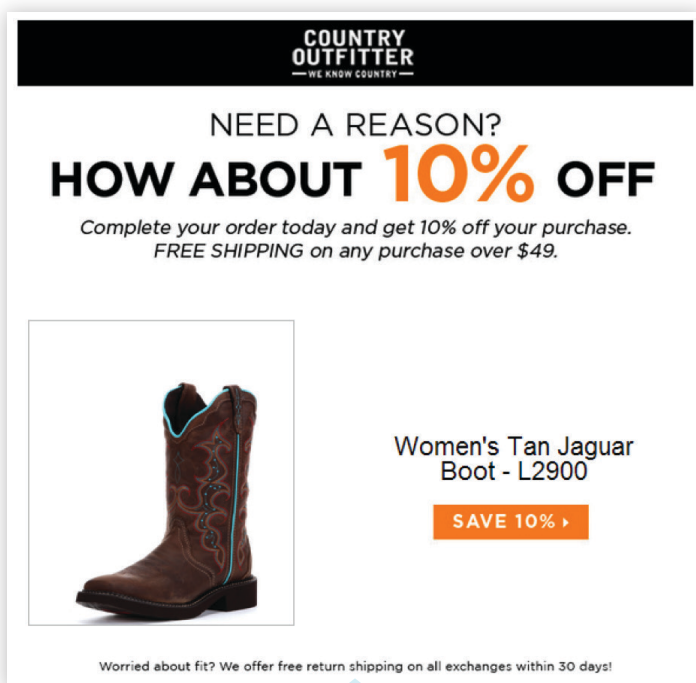 COUNTRY
OUTFITTER
WE KNOW COUNTRY
NEED A REASON?
HOW ABOUT 10% OFF
Complete your order today and get 10% off your purchase.
FREE SHIPPING on any purchase over $49.
Women's Tan Jaguar
Boot - L2900
SAVE 10%
Worried about fit? We offer free return shipping on all exchanges within 30 days!